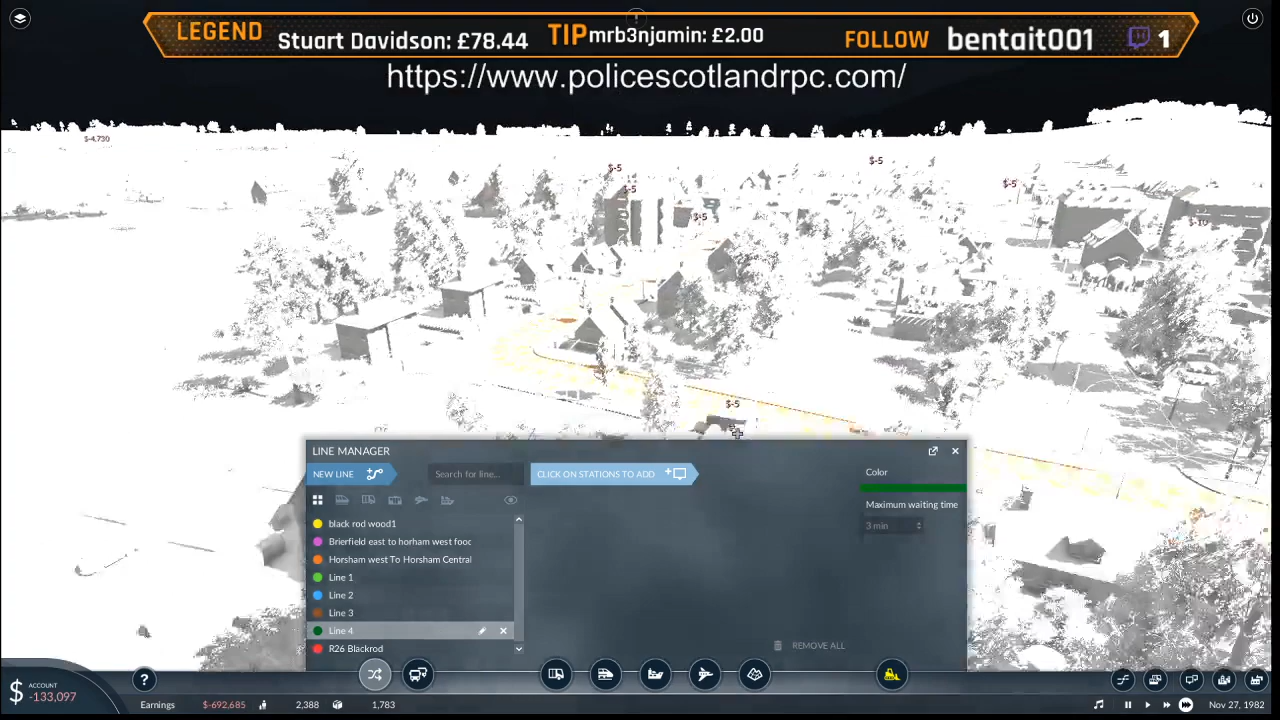 LEGEND Stuart Davidson: £78.44 TIP mrb3njamin: £2.00 FOLLOW bentait001 1
https://www.policescotlandrpc.com/
$-4,730
$-5
$-5
$-5
$-5
$-5
$-5
LINE MANAGER
NEW LINE Search for line... CLICK ON STATIONS TO ADD Color
Maximum waiting time
3 min
black rod wood1
Brierfield east to horham west fooc
Horsham west To Horsham Central
Line 1
Line 2
Line 3
Line 4
R26 Blackrod
REMOVE ALL
$ ACCOUNT -133,097
?
Earnings $-692,685 2,388 1,783 Nov 27, 1982